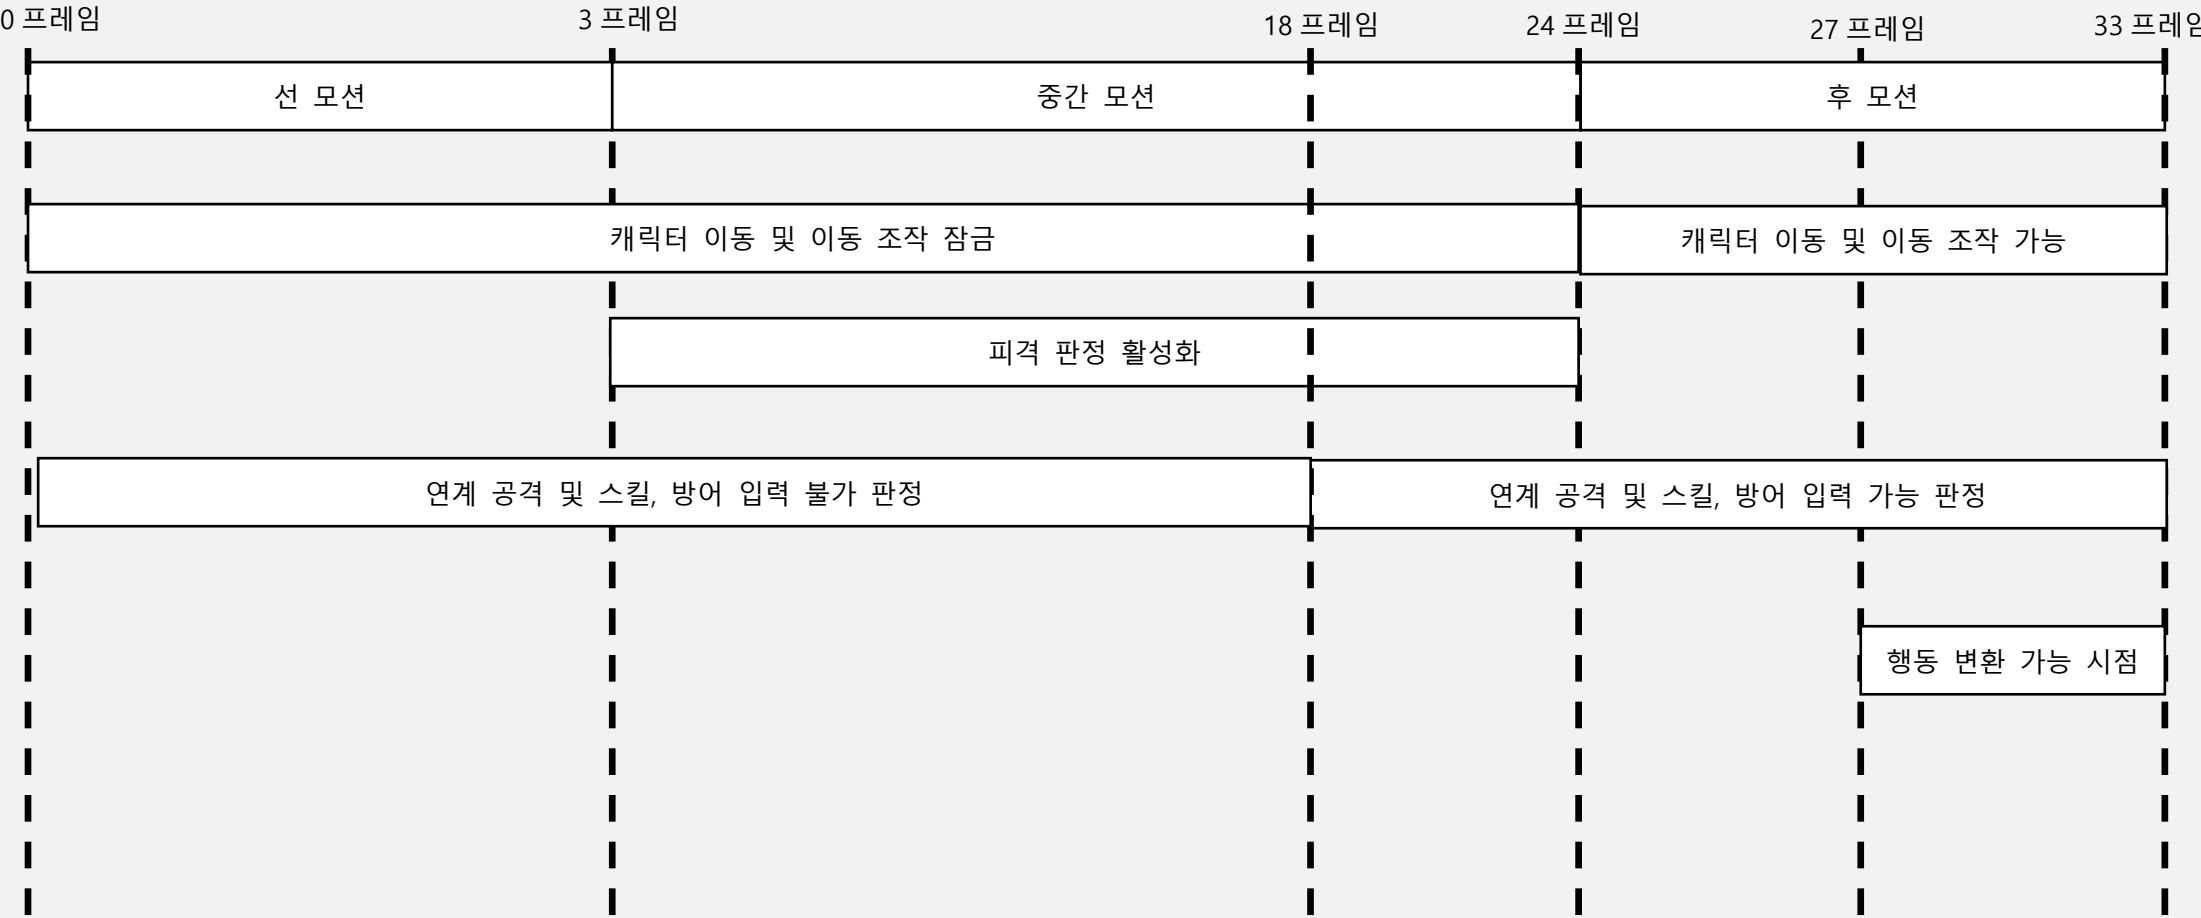 0 프레임
3 프레임
18 프레임
24 프레임
27 프레임
33 프레임
선 모션
중간 모션
후 모션
캐릭터 이동 및 이동 조작 잠금
캐릭터 이동 및 이동 조작 가능
피격 판정 활성화
연계 공격 및 스킬, 방어 입력 불가 판정
연계 공격 및 스킬, 방어 입력 가능 판정
행동 변환 가능 시점